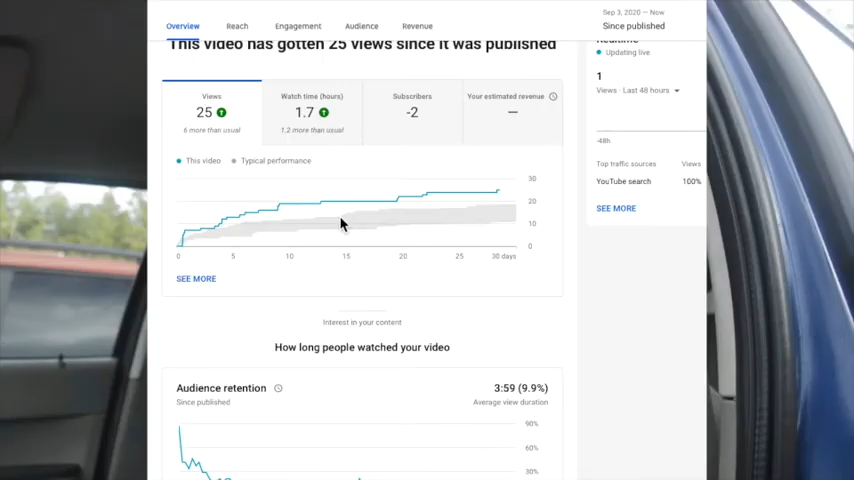 Overview Reach Engagement Audience Revenue
Sep 3, 2020 — Now
Since published
This video has gotten 25 views since it was published
Updating live
1
Views · Last 48 hours
-48h
Top traffic sources Views
YouTube search 100%
SEE MORE
Views
25
6 more than usual
Watch time (hours)
1.7
1.2 more than usual
Subscribers
-2
Your estimated revenue
—
This video Typical performance
30
20
10
0
0 5 10 15 20 25 30 days
SEE MORE
Interest in your content
How long people watched your video
Audience retention
Since published
3:59 (9.9%)
Average view duration
90%
60%
30%